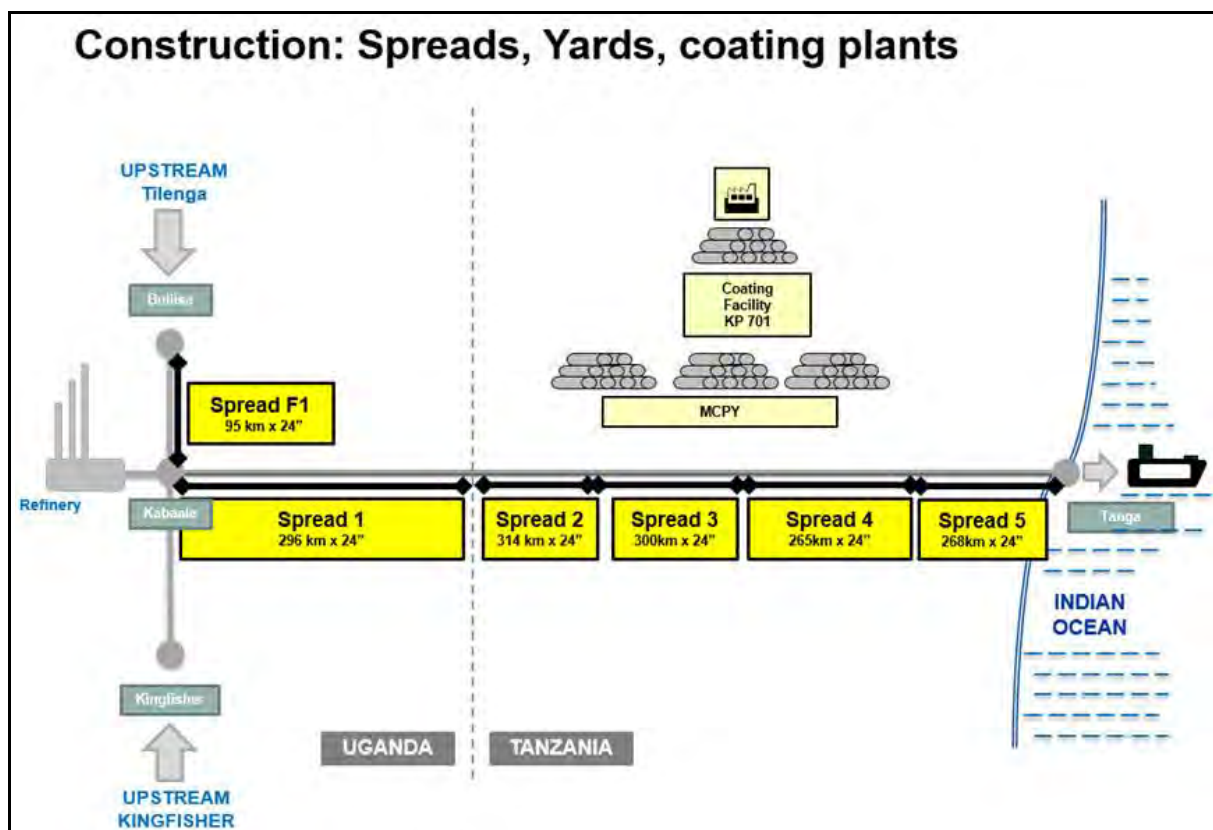 Construction: Spreads, Yards, coating plants
UPSTREAM
Tilenga
Buliisa
Coating
Facility
KP 701
MCPY
Spread F1
95 km x 24”
Refinery
Kabaale
Spread 1
296 km x 24”
Spread 2
314 km x 24”
Spread 3
300km x 24”
Spread 4
265km x 24”
Spread 5
268km x 24”
Tanga
INDIAN
OCEAN
Kingfisher
UGANDA
TANZANIA
UPSTREAM
KINGFISHER